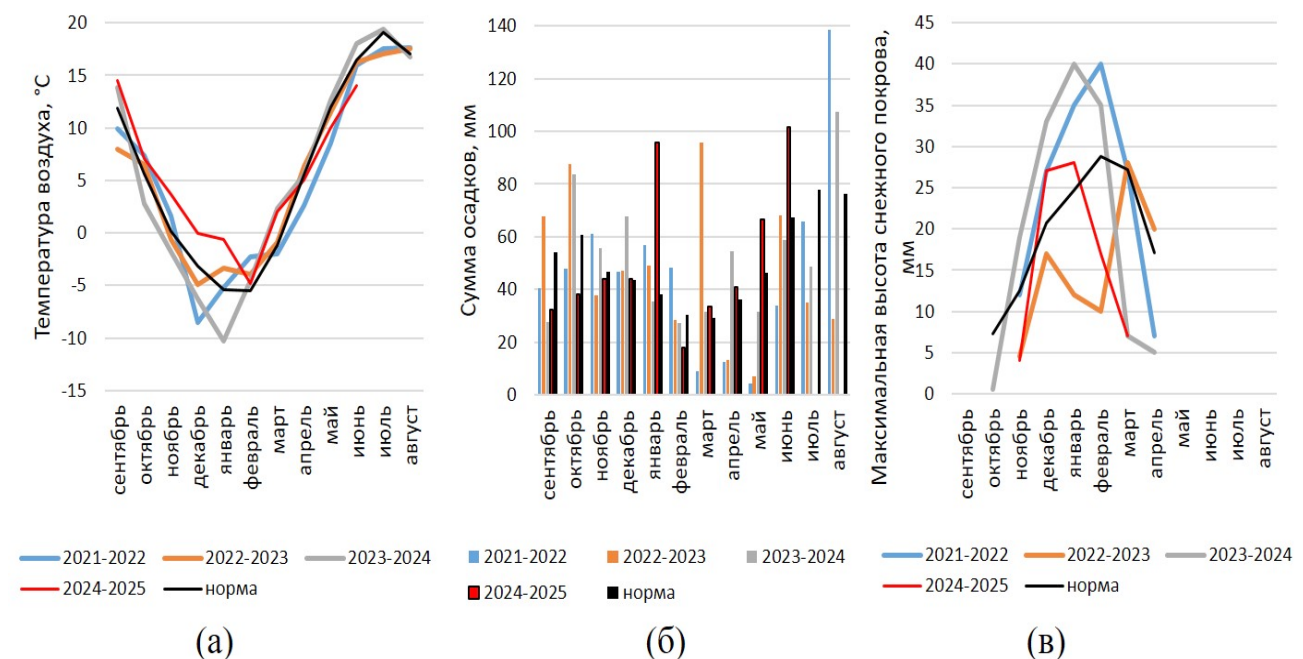 Температура воздуха, °C
20
15
10
5
0
-5
-10
-15
сентябрь
октябрь
ноябрь
декабрь
январь
февраль
март
апрель
май
июнь
июль
август
2021-2022
2022-2023
2023-2024
2024-2025
норма
(а)
Сумма осадков, мм
140
120
100
80
60
40
20
0
сентябрь
октябрь
ноябрь
декабрь
январь
февраль
март
апрель
май
июнь
июль
август
2021-2022
2022-2023
2023-2024
2024-2025
норма
(б)
Максимальная высота снежного покрова,
мм
45
40
35
30
25
20
15
10
5
0
сентябрь
октябрь
ноябрь
декабрь
январь
февраль
март
апрель
май
июнь
июль
август
2021-2022
2022-2023
2023-2024
2024-2025
норма
(в)